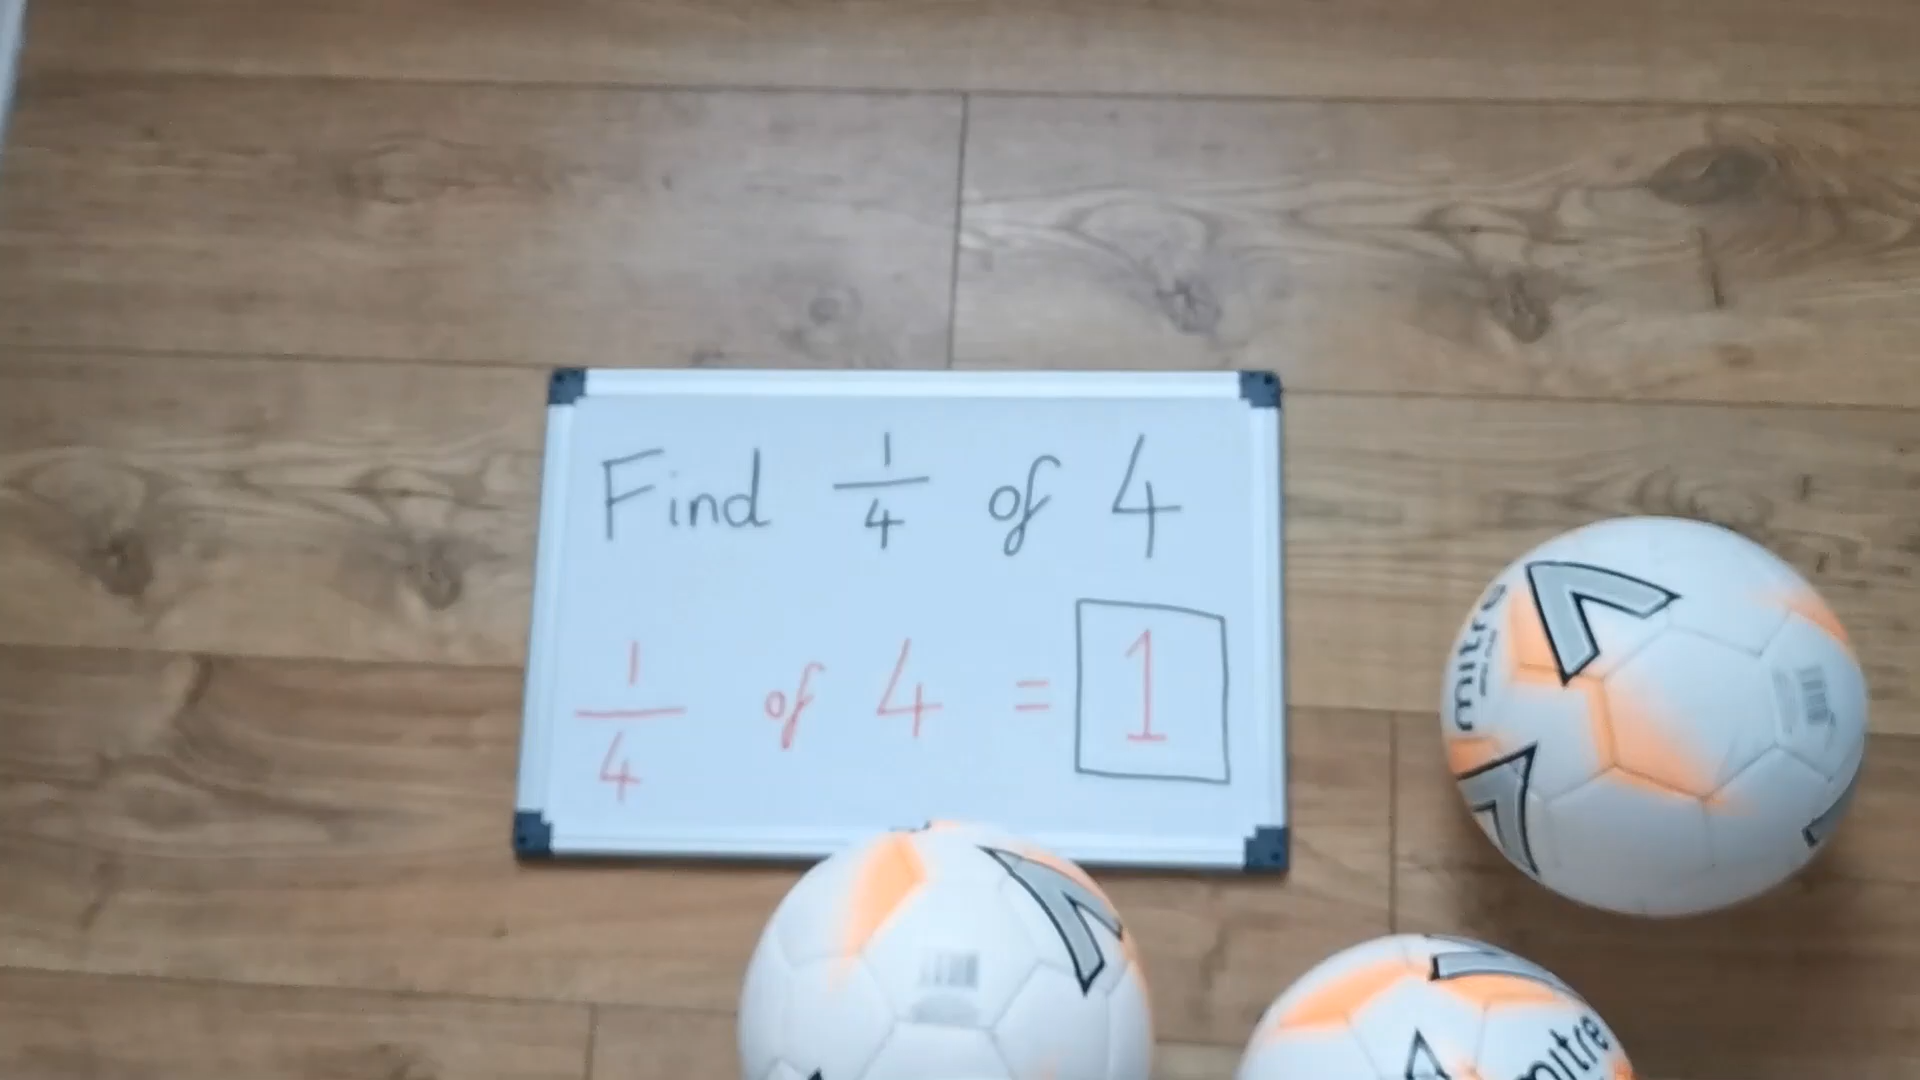 Find 1/4 of 4
1/4 of 4 = 1
mitre
mitre